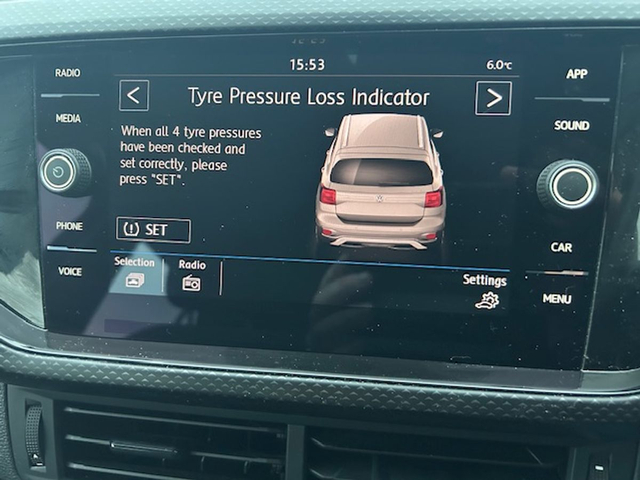 15:53
6.0°C
RADIO
APP
Tyre Pressure Loss Indicator
MEDIA
SOUND
When all 4 tyre pressures
have been checked and
set correctly, please
press "SET".
PHONE
SET
CAR
VOICE
Selection
Radio
Settings
MENU